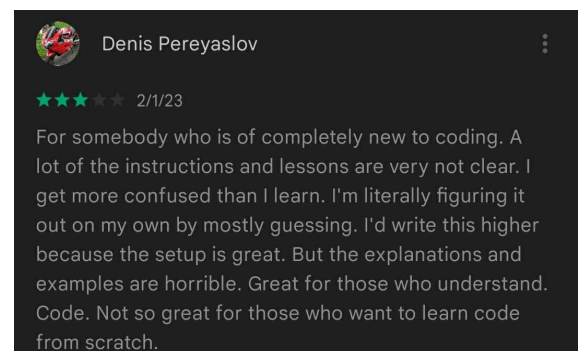 Denis Pereyaslov
2/1/23
For somebody who is of completely new to coding. A
lot of the instructions and lessons are very not clear. I
get more confused than I learn. I'm literally figuring it
out on my own by mostly guessing. I'd write this higher
because the setup is great. But the explanations and
examples are horrible. Great for those who understand.
Code. Not so great for those who want to learn code
from scratch.